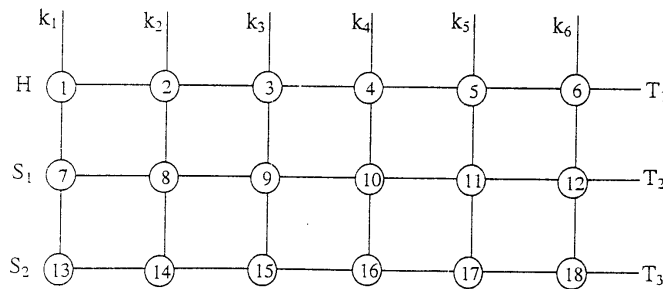 k₁ k₂ k₃ k₄ k₅ k₆
H 1 2 3 4 5 6 T₁
S₁ 7 8 9 10 11 12 T₂
S₂ 13 14 15 16 17 18 T₃